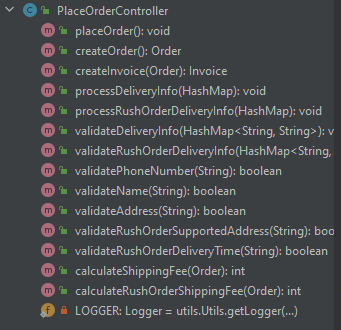 PlaceOrderController
placeOrder(): void
createOrder(): Order
createInvoice(Order): Invoice
processDeliveryInfo(HashMap): void
processRushOrderDeliveryInfo(HashMap): void
validateDeliveryInfo(HashMap<String, String>): v
validateRushOrderDeliveryInfo(HashMap<String,
validatePhoneNumber(String): boolean
validateName(String): boolean
validateAddress(String): boolean
validateRushOrderSupportedAddress(String): boo
validateRushOrderDeliveryTime(String): boolean
calculateShippingFee(Order): int
calculateRushOrderShippingFee(Order): int
LOGGER: Logger = utils.Utils.getLogger(...)